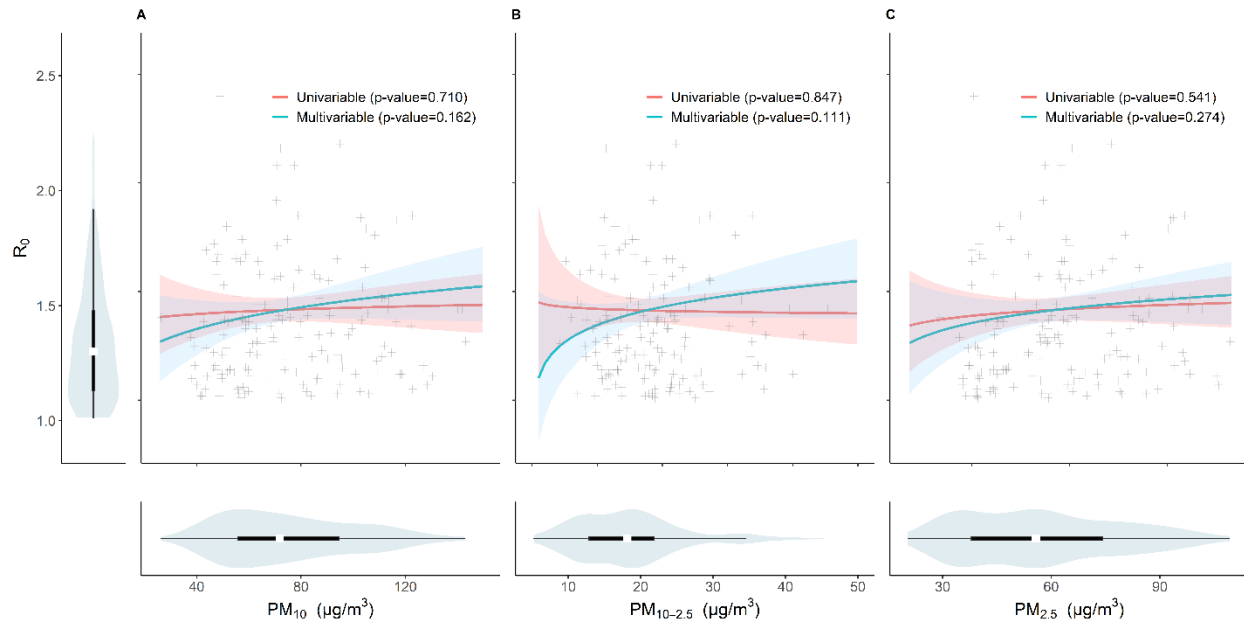 A B C
Univariable (p-value=0.710)
Multivariable (p-value=0.162)
Univariable (p-value=0.847)
Multivariable (p-value=0.111)
Univariable (p-value=0.541)
Multivariable (p-value=0.274)
2.5
2.0
1.5
1.0
R₀
40 80 120
10 20 30 40 50
30 60 90
PM₁₀ (μg/m³)
PM₁₀₋₂.₅ (μg/m³)
PM₂.₅ (μg/m³)